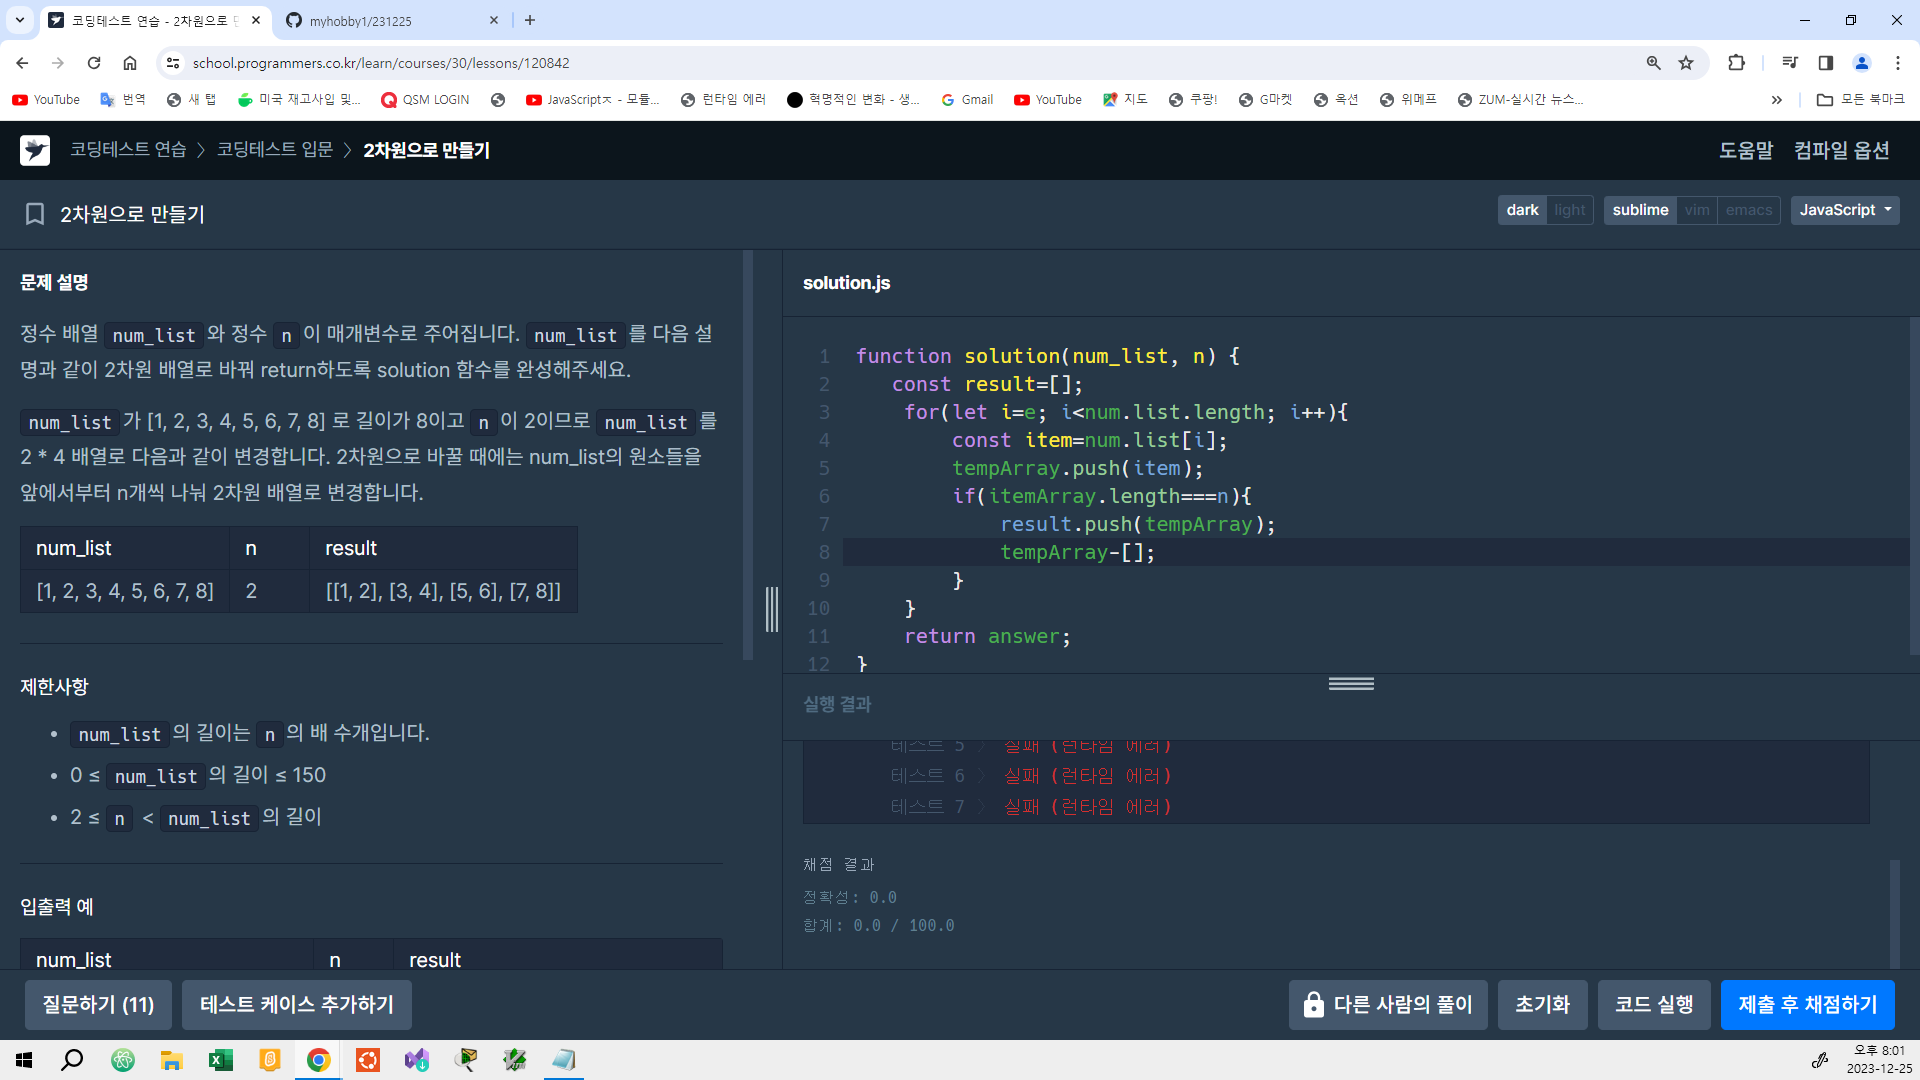 코딩테스트 연습 - 2차원으로
myhobby1/231225
school.programmers.co.kr/learn/courses/30/lessons/120842
YouTube 번역 새 탭 미국 재고사입 및... QSM LOGIN JavaScriptㅈ - 모듈... 런타임 에러 혁명적인 변화 - 생... Gmail YouTube 지도 쿠팡! G마켓 옥션 위메프 ZUM-실시간 뉴스... » 모든 북마크
코딩테스트 연습 > 코딩테스트 입문 > 2차원으로 만들기
도움말 컴파일 옵션
2차원으로 만들기
dark light sublime vim emacs JavaScript
문제 설명
정수 배열 num_list 와 정수 n 이 매개변수로 주어집니다. num_list 를 다음 설
명과 같이 2차원 배열로 바꿔 return하도록 solution 함수를 완성해주세요.
num_list 가 [1, 2, 3, 4, 5, 6, 7, 8] 로 길이가 8이고 n 이 2이므로 num_list 를
2 * 4 배열로 다음과 같이 변경합니다. 2차원으로 바꿀 때에는 num_list의 원소들을
앞에서부터 n개씩 나눠 2차원 배열로 변경합니다.
num_list n result
[1, 2, 3, 4, 5, 6, 7, 8] 2 [[1, 2], [3, 4], [5, 6], [7, 8]]
제한사항
• num_list 의 길이는 n 의 배 수개입니다.
• 0 ≤ num_list 의 길이 ≤ 150
• 2 ≤ n < num_list 의 길이
입출력 예
num_list n result
solution.js
1 function solution(num_list, n) {
2 const result=[];
3 for(let i=e; i<num.list.length; i++){
4 const item=num.list[i];
5 tempArray.push(item);
6 if(itemArray.length===n){
7 result.push(tempArray);
8 tempArray-[];
9 }
10 }
11 return answer;
12 }
실행 결과
테스트 5 > 실패 (런타임 에러)
테스트 6 > 실패 (런타임 에러)
테스트 7 > 실패 (런타임 에러)
채점 결과
정확성: 0.0
합계: 0.0 / 100.0
질문하기 (11) 테스트 케이스 추가하기 다른 사람의 풀이 초기화 코드 실행 제출 후 채점하기
오후 8:01
2023-12-25